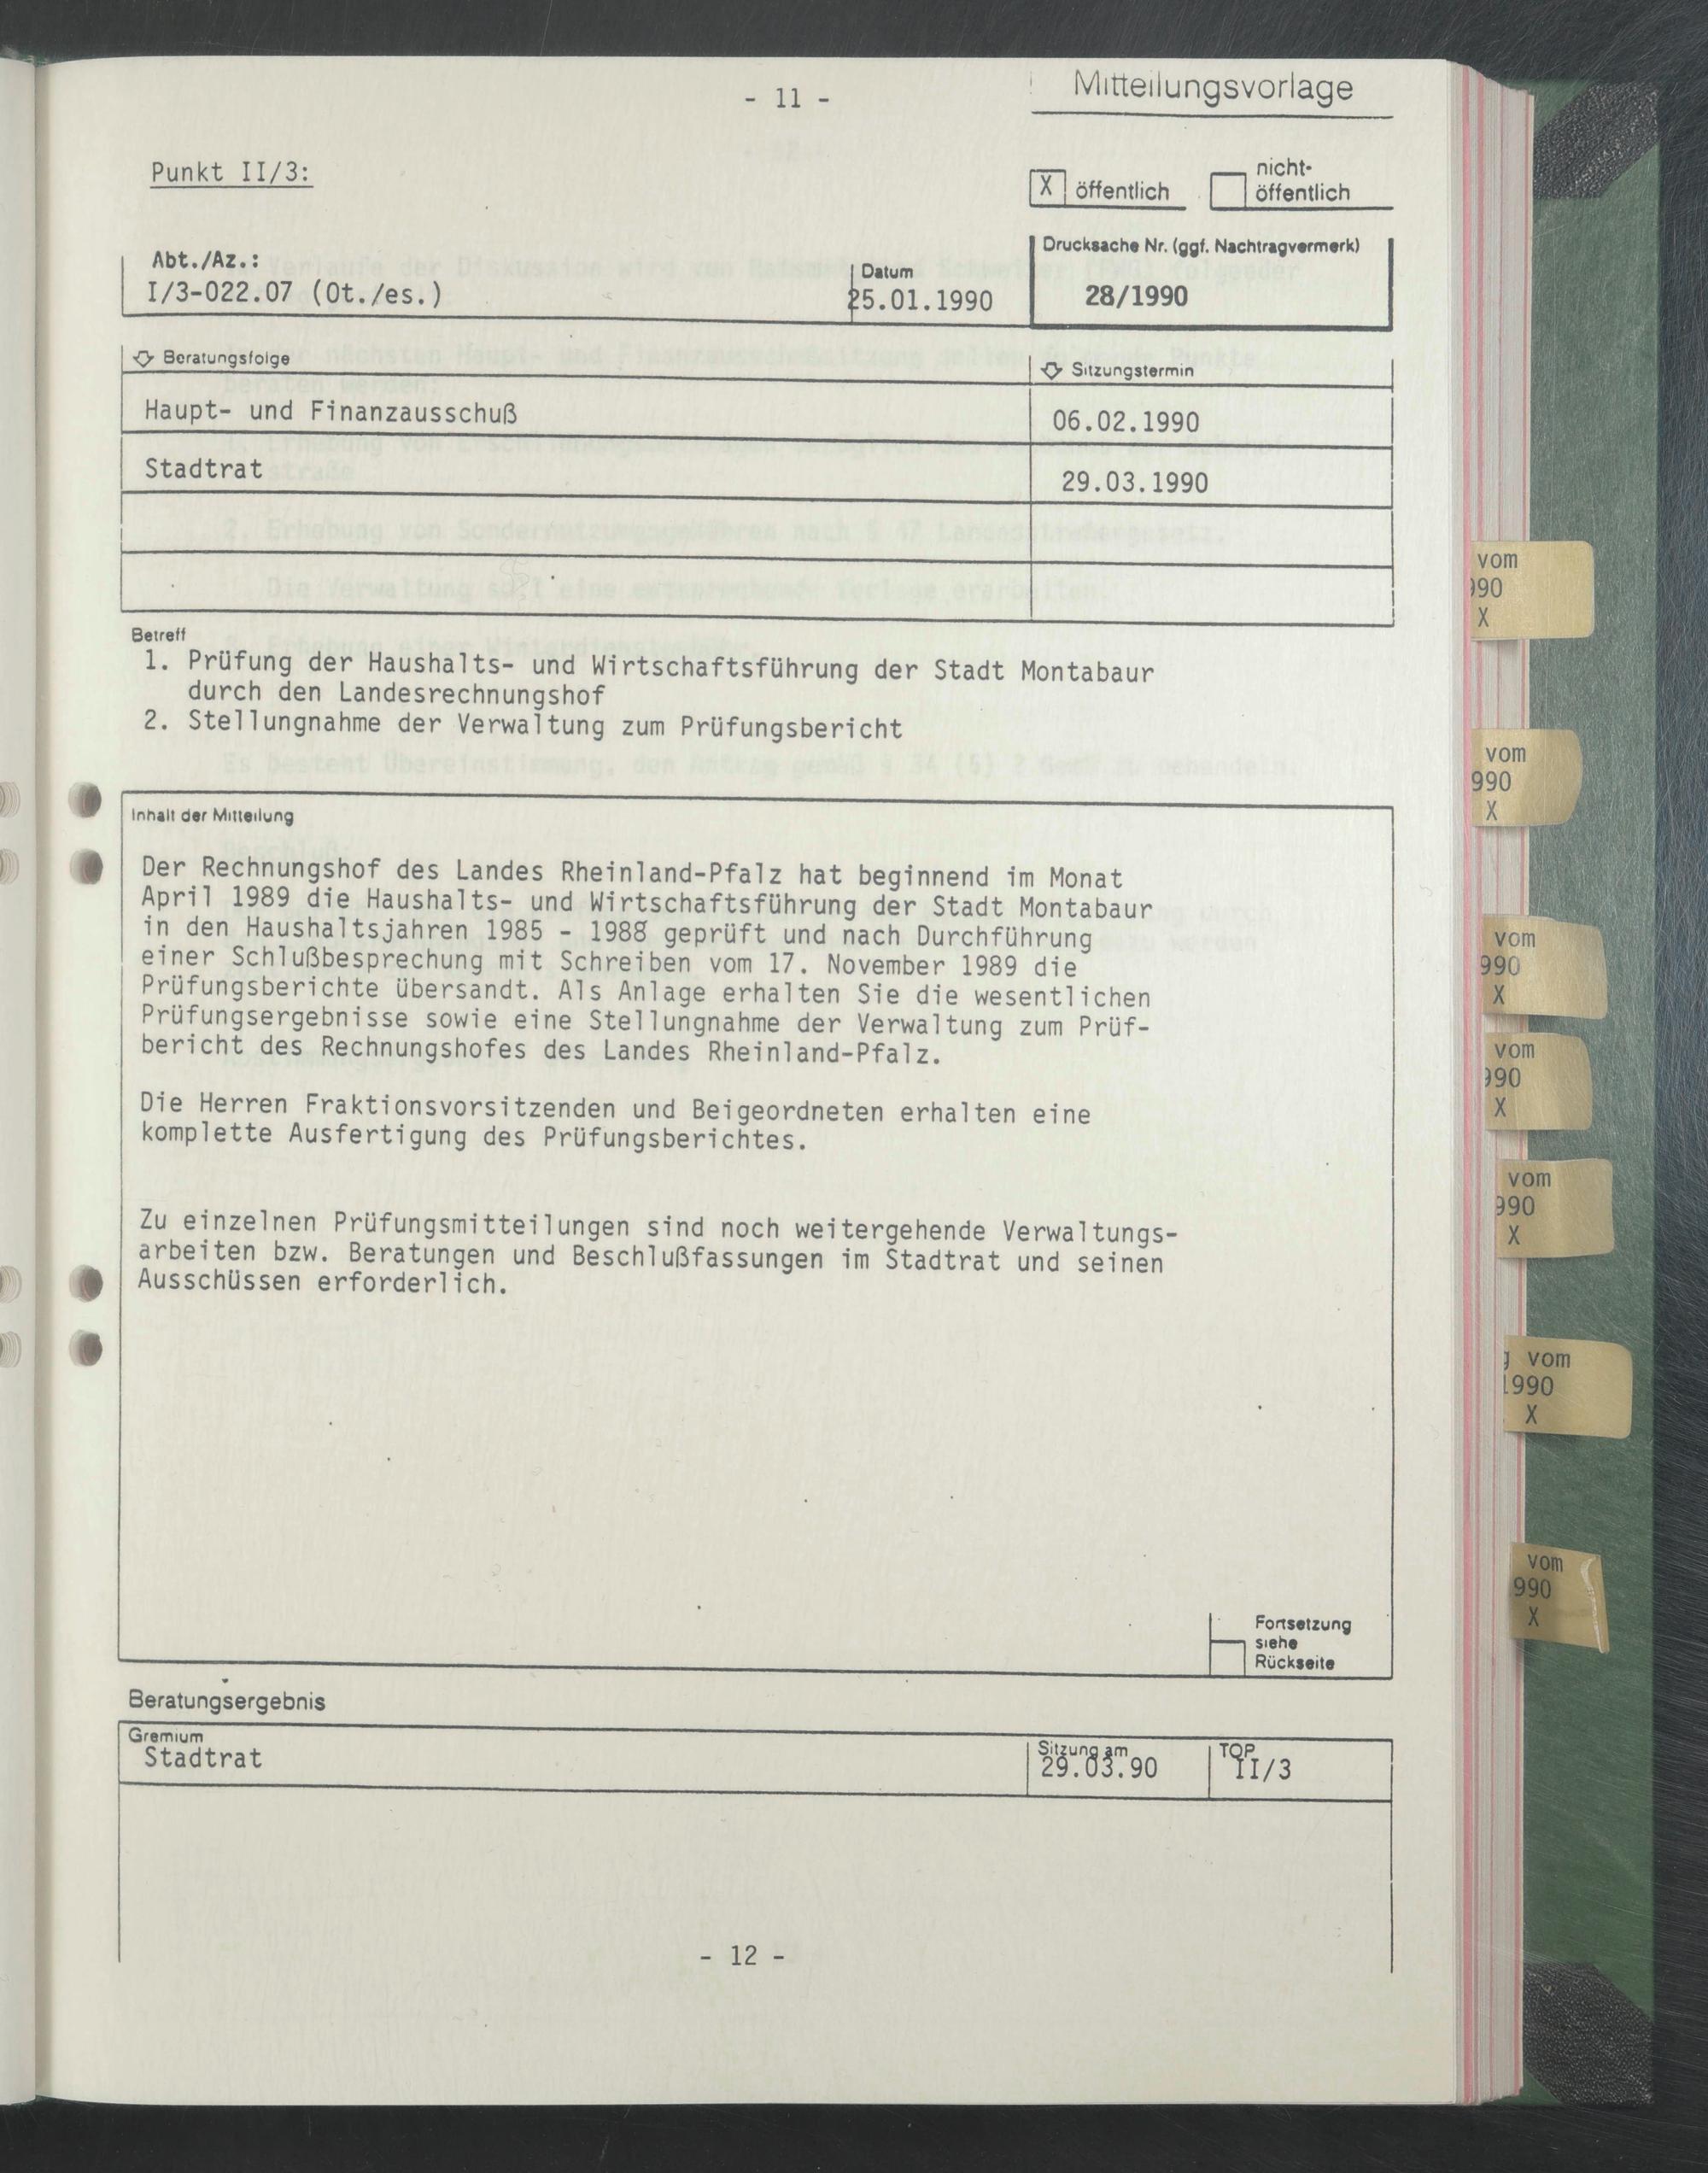 - 11 -
Mitteilungsvorlage
Punkt II/3:
X öffentlich
nicht-
öffentlich
Abt./Az.:
I/3-022.07 (Ot./es.)
Datum
25.01.1990
Drucksache Nr. (ggf. Nachtragvermerk)
28/1990
Beratungsfolge
Sitzungstermin
Haupt- und Finanzausschuß
06.02.1990
Stadtrat
29.03.1990
Betreff
1. Prüfung der Haushalts- und Wirtschaftsführung der Stadt Montabaur
durch den Landesrechnungshof
2. Stellungnahme der Verwaltung zum Prüfungsbericht
Inhalt der Mitteilung
Der Rechnungshof des Landes Rheinland-Pfalz hat beginnend im Monat
April 1989 die Haushalts- und Wirtschaftsführung der Stadt Montabaur
in den Haushaltsjahren 1985 - 1988 geprüft und nach Durchführung
einer Schlußbesprechung mit Schreiben vom 17. November 1989 die
Prüfungsberichte übersandt. Als Anlage erhalten Sie die wesentlichen
Prüfungsergebnisse sowie eine Stellungnahme der Verwaltung zum Prüf-
bericht des Rechnungshofes des Landes Rheinland-Pfalz.
Die Herren Fraktionsvorsitzenden und Beigeordneten erhalten eine
komplette Ausfertigung des Prüfungsberichtes.
Zu einzelnen Prüfungsmitteilungen sind noch weitergehende Verwaltungs-
arbeiten bzw. Beratungen und Beschlußfassungen im Stadtrat und seinen
Ausschüssen erforderlich.
Fortsetzung
siehe
Rückseite
Beratungsergebnis
Gremium
Stadtrat
Sitzung am
29.03.90
TOP
II/3
- 12 -
vom
990
X
vom
990
X
vom
990
X
vom
990
X
vom
990
X
g vom
1990
X
vom
990
X